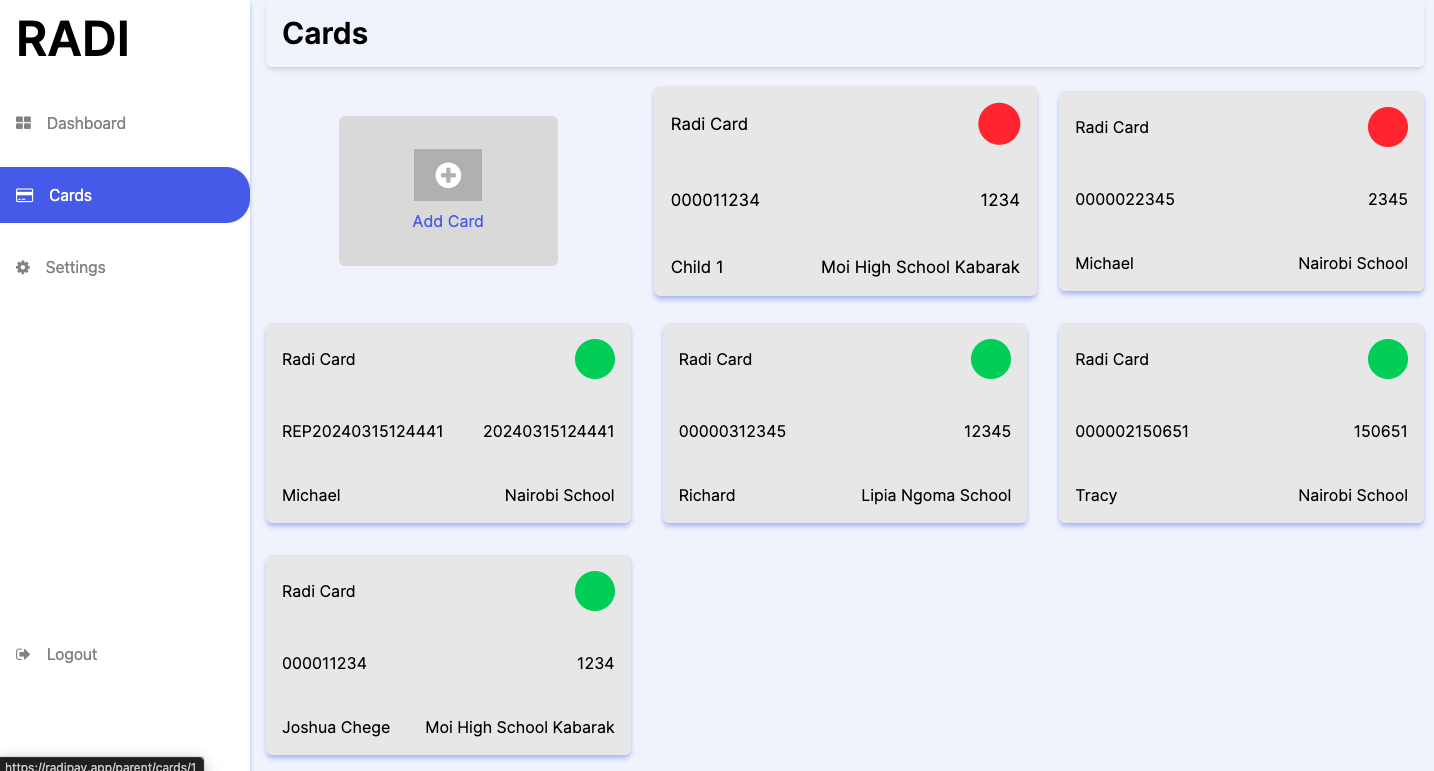 RADI
Dashboard
Cards
Settings
Logout
Cards
Add Card
Radi Card
000011234 1234
Child 1 Moi High School Kabarak
Radi Card
0000022345 2345
Michael Nairobi School
Radi Card
REP20240315124441 20240315124441
Michael Nairobi School
Radi Card
00000312345 12345
Richard Lipia Ngoma School
Radi Card
000002150651 150651
Tracy Nairobi School
Radi Card
000011234 1234
Joshua Chege Moi High School Kabarak
https://radipay.app/parent/cards/1